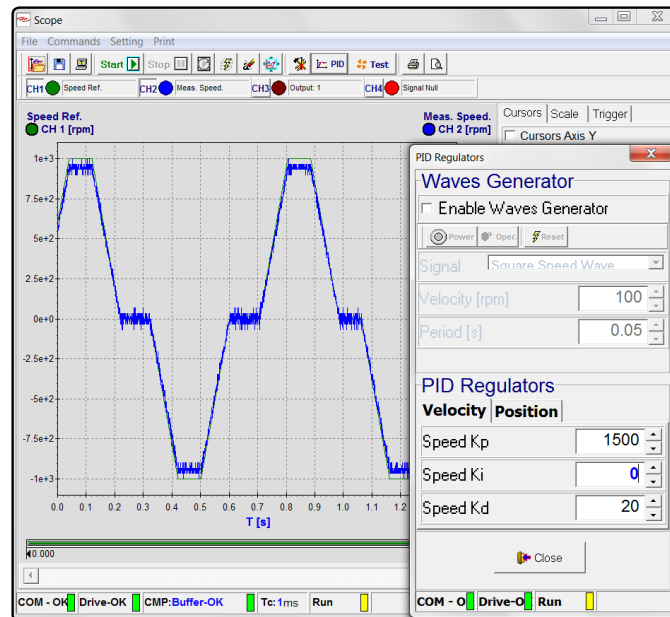 Scope
File Commands Setting Print
Start Stop PID Test
CH1 Speed Ref. CH2 Meas. Speed. CH3 Output: 1 CH4 Signal Null
Speed Ref.
CH 1 [rpm]
Meas. Speed.
CH 2 [rpm]
Cursors Scale Trigger
Cursors Axis Y
1e+3
7.5e+2
5e+2
2.5e+2
0e+0
-2.5e+2
-5e+2
-7.5e+2
-1e+3
0.0 0.1 0.2 0.3 0.4 0.5 0.6 0.7 0.8 0.9 1.0 1.1 1.2
T [s]
0.000
COM - OK Drive-OK CMP:Buffer-OK Tc:1ms Run
PID Regulators
Waves Generator
Enable Waves Generator
Power Oper. Reset
Signal Square Speed Wave
Velocity [rpm] 100
Period [s] 0.05
PID Regulators
Velocity Position
Speed Kp 1500
Speed Ki 0
Speed Kd 20
Close
COM - O Drive-O Run